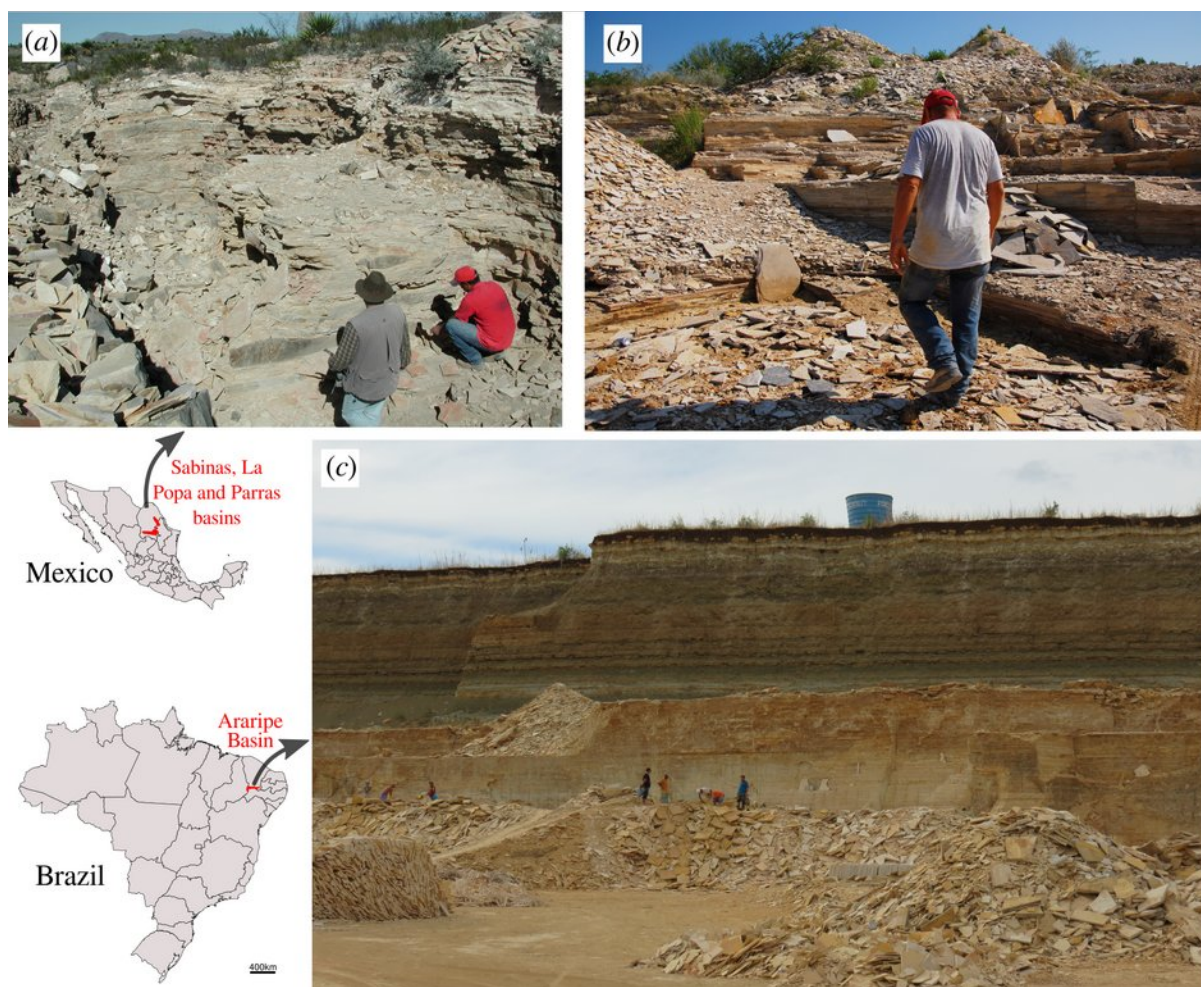 (a)
(b)
Sabinas, La
Popa and Parras
basins
Mexico
(c)
Araripe
Basin
Brazil
400km